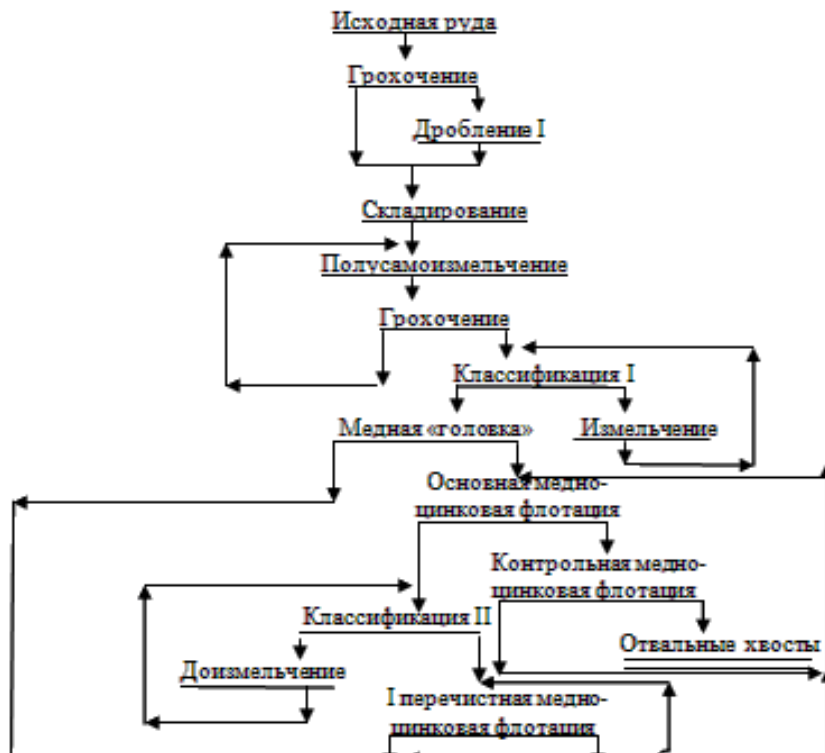 Исходная руда
Грохочение
Дробление I
Складирование
Полусамоизмельчение
Грохочение
Классификация I
Медная «головка»
Измельчение
Основная медно-
цинковая флотация
Контрольная медно-
цинковая флотация
Классификация II
Отвальные хвосты
Доизмельчение
I перечистная медно-
цинковая флотация